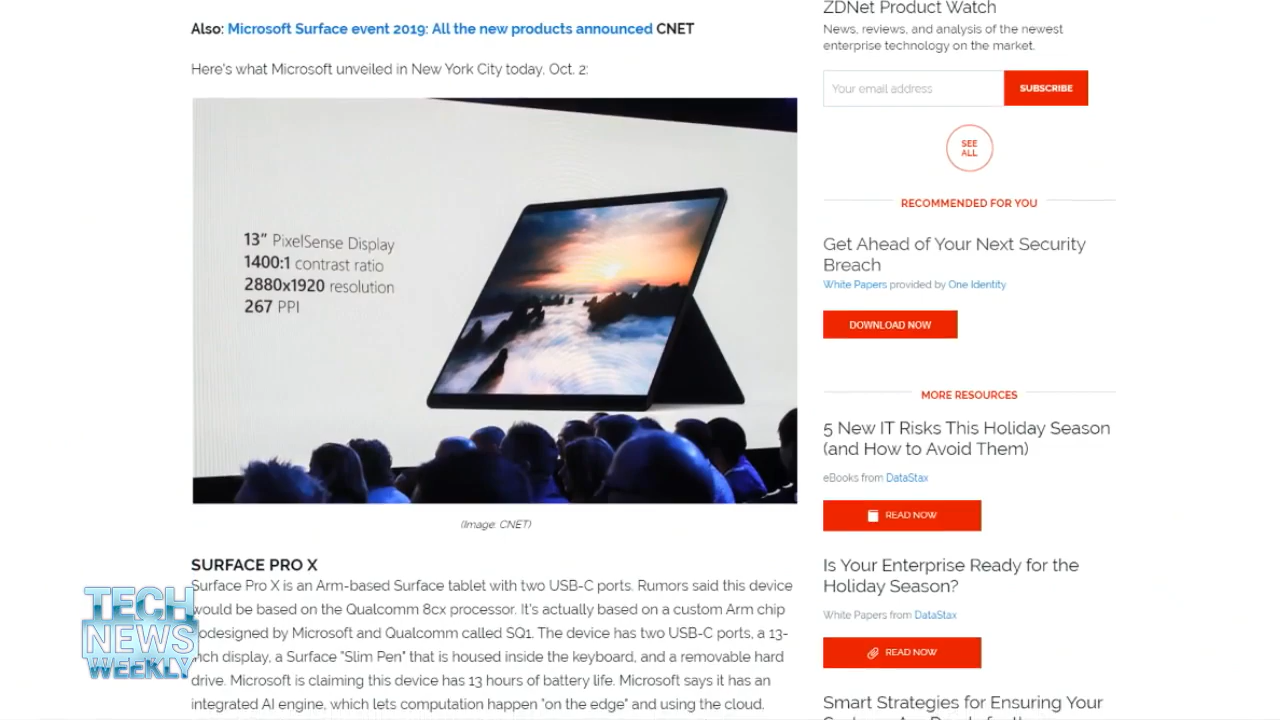 Also: Microsoft Surface event 2019: All the new products announced CNET
Here's what Microsoft unveiled in New York City today, Oct. 2:
13" PixelSense Display
1400:1 contrast ratio
2880x1920 resolution
267 PPI
(Image: CNET)
SURFACE PRO X
Surface Pro X is an Arm-based Surface tablet with two USB-C ports. Rumors said this device
would be based on the Qualcomm 8cx processor. It's actually based on a custom Arm chip
codesigned by Microsoft and Qualcomm called SQ1. The device has two USB-C ports, a 13-
inch display, a Surface "Slim Pen" that is housed inside the keyboard, and a removable hard
drive. Microsoft is claiming this device has 13 hours of battery life. Microsoft says it has an
integrated AI engine, which lets computation happen "on the edge" and using the cloud.
TECH
NEWS
WEEKLY
ZDNet Product Watch
News, reviews, and analysis of the newest
enterprise technology on the market.
Your email address
SUBSCRIBE
SEE
ALL
RECOMMENDED FOR YOU
Get Ahead of Your Next Security
Breach
White Papers provided by One Identity
DOWNLOAD NOW
MORE RESOURCES
5 New IT Risks This Holiday Season
(and How to Avoid Them)
eBooks from DataStax
READ NOW
Is Your Enterprise Ready for the
Holiday Season?
White Papers from DataStax
READ NOW
Smart Strategies for Ensuring Your